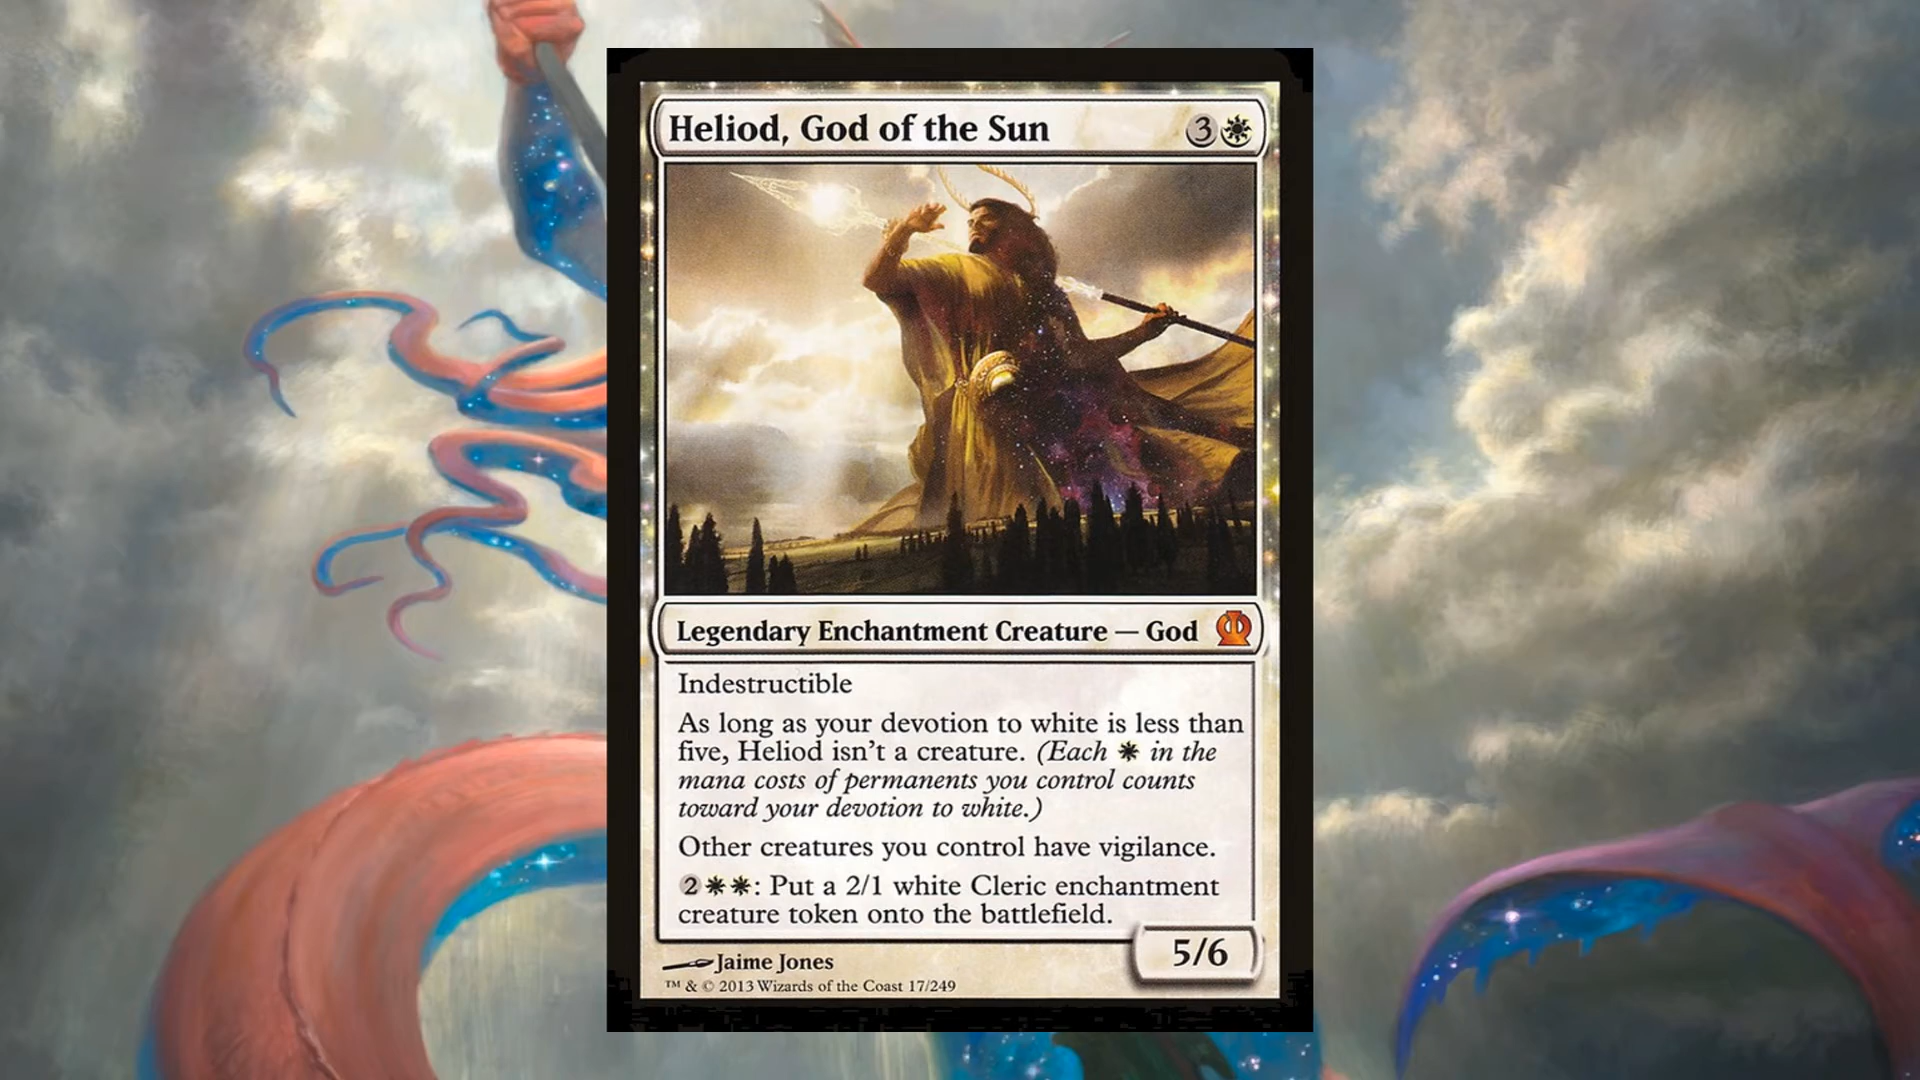 Heliod, God of the Sun 3
Legendary Enchantment Creature — God
Indestructible
As long as your devotion to white is less than
five, Heliod isn't a creature. (Each ☀ in the
mana costs of permanents you control counts
toward your devotion to white.)
Other creatures you control have vigilance.
2☀☀: Put a 2/1 white Cleric enchantment
creature token onto the battlefield.
5/6
Jaime Jones
™ & © 2013 Wizards of the Coast 17/249